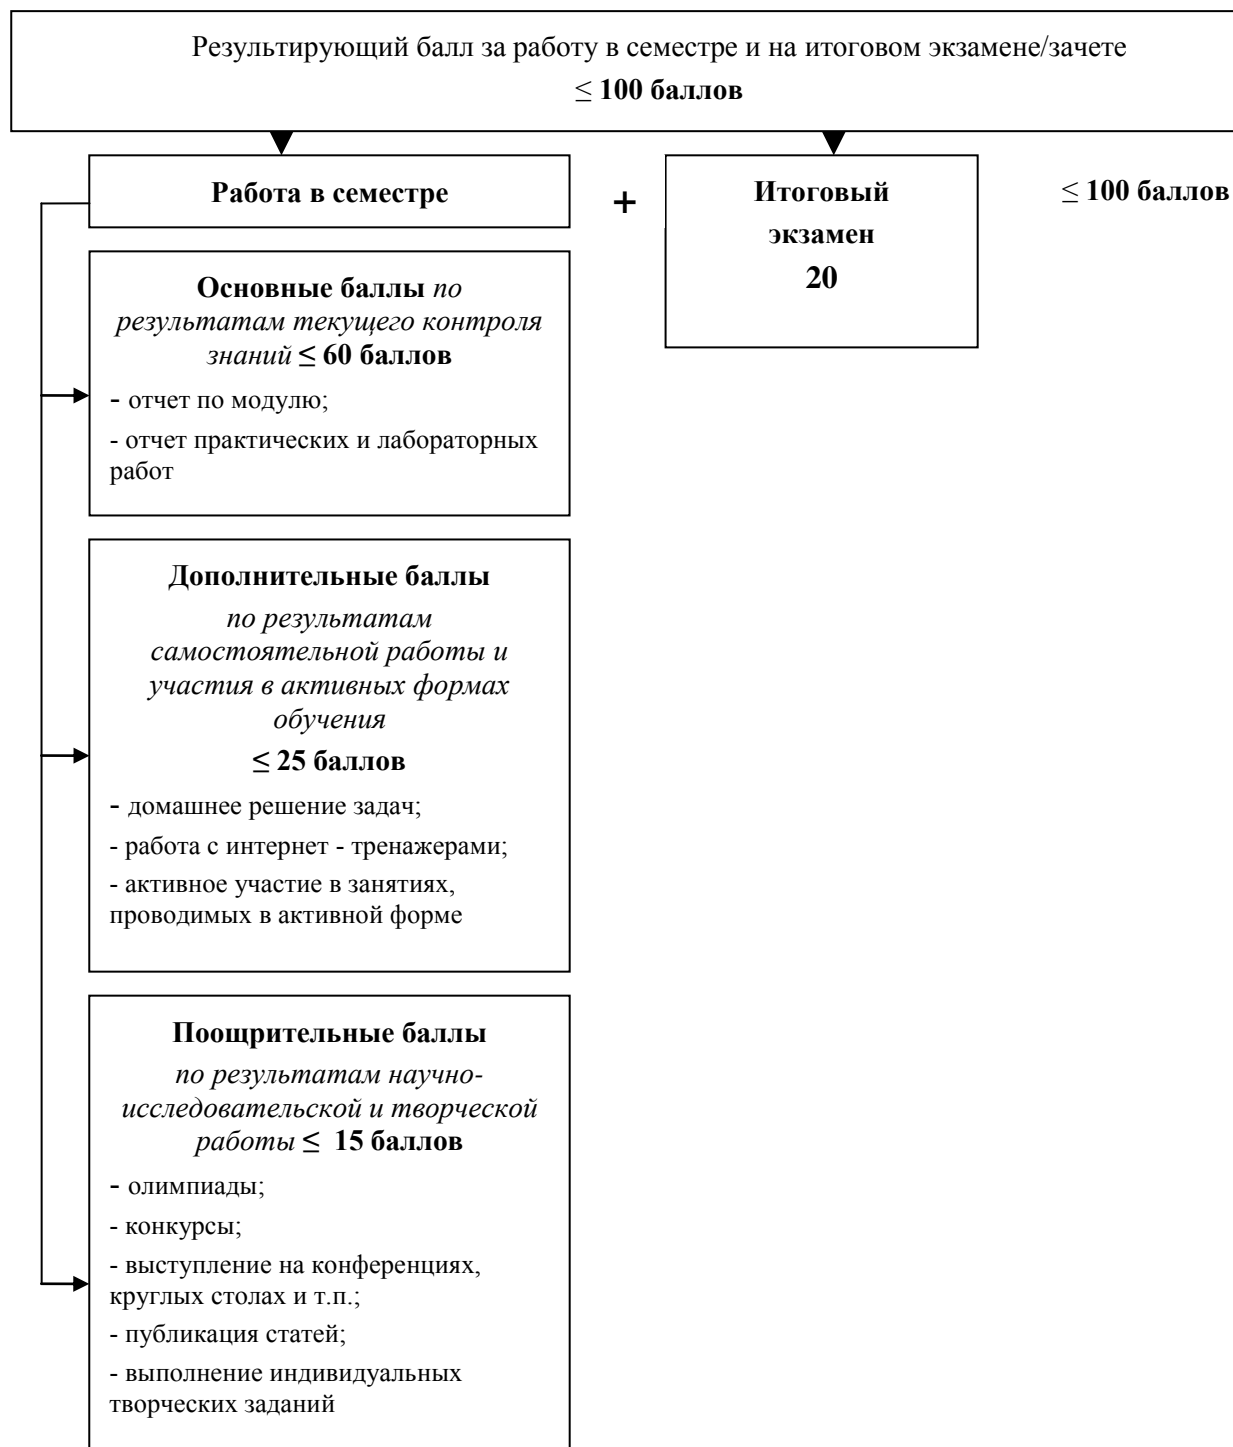 Результирующий балл за работу в семестре и на итоговом экзамене/зачете
≤ 100 баллов
Работа в семестре
+
Итоговый
экзамен
20
≤ 100 баллов
Основные баллы по
результатам текущего контроля
знаний ≤ 60 баллов
- отчет по модулю;
- отчет практических и лабораторных
работ
Дополнительные баллы
по результатам
самостоятельной работы и
участия в активных формах
обучения
≤ 25 баллов
- домашнее решение задач;
- работа с интернет - тренажерами;
- активное участие в занятиях,
проводимых в активной форме
Поощрительные баллы
по результатам научно-
исследовательской и творческой
работы ≤ 15 баллов
- олимпиады;
- конкурсы;
- выступление на конференциях,
круглых столах и т.п.;
- публикация статей;
- выполнение индивидуальных
творческих заданий